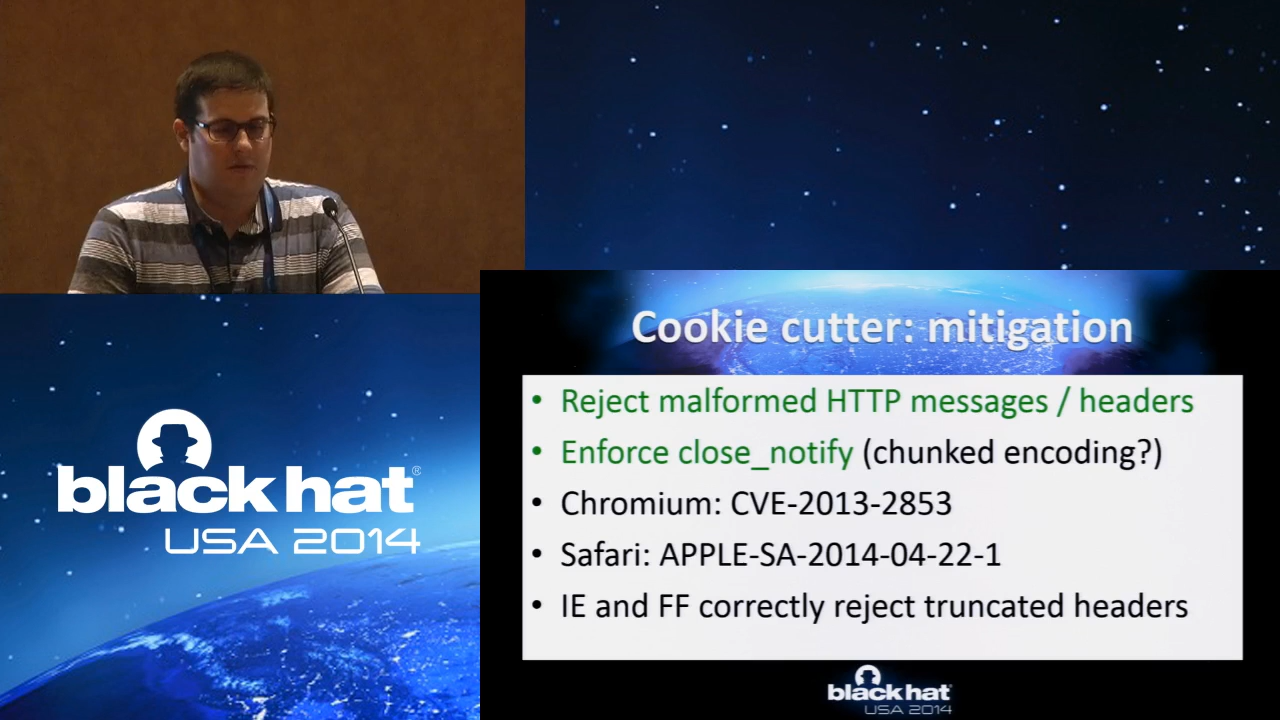 black hat®
USA 2014
Cookie cutter: mitigation
• Reject malformed HTTP messages / headers
• Enforce close_notify (chunked encoding?)
• Chromium: CVE-2013-2853
• Safari: APPLE-SA-2014-04-22-1
• IE and FF correctly reject truncated headers
black hat
USA 2014